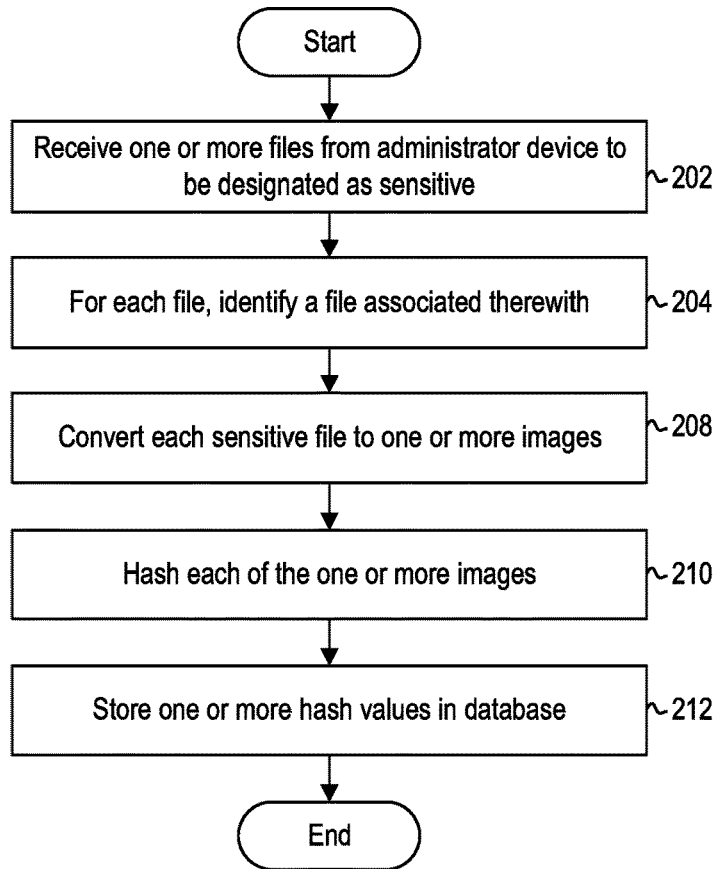 Start
Receive one or more files from administrator device to
be designated as sensitive
202
For each file, identify a file associated therewith
204
Convert each sensitive file to one or more images
208
Hash each of the one or more images
210
Store one or more hash values in database
212
End